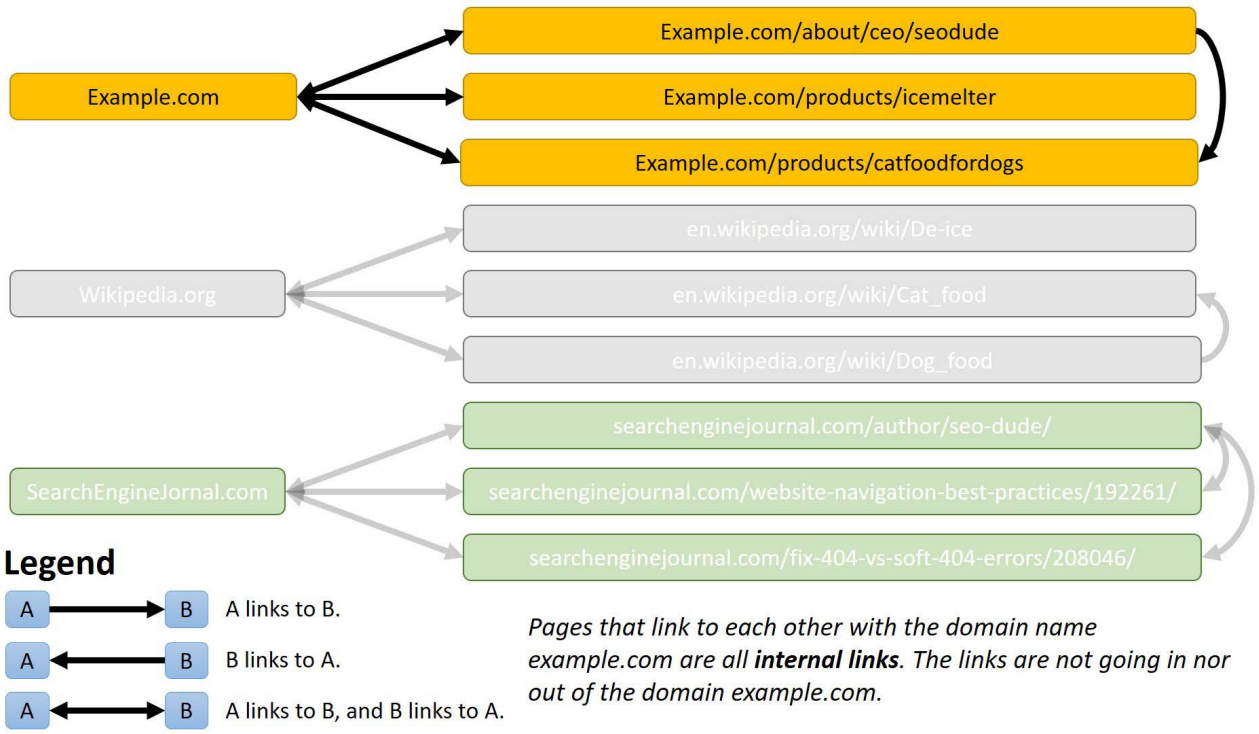 Example.com/about/ceo/seodude
Example.com
Example.com/products/icemelter
Example.com/products/catfoodfordogs
en.wikipedia.org/wiki/De-ice
Wikipedia.org
en.wikipedia.org/wiki/Cat_food
en.wikipedia.org/wiki/Dog_food
searchenginejournal.com/author/seo-dude/
SearchEngineJornal.com
searchenginejournal.com/website-navigation-best-practices/192261/
searchenginejournal.com/fix-404-vs-soft-404-errors/208046/
Legend
A B A links to B.
A B B links to A.
A B A links to B, and B links to A.
Pages that link to each other with the domain name
example.com are all internal links. The links are not going in nor
out of the domain example.com.